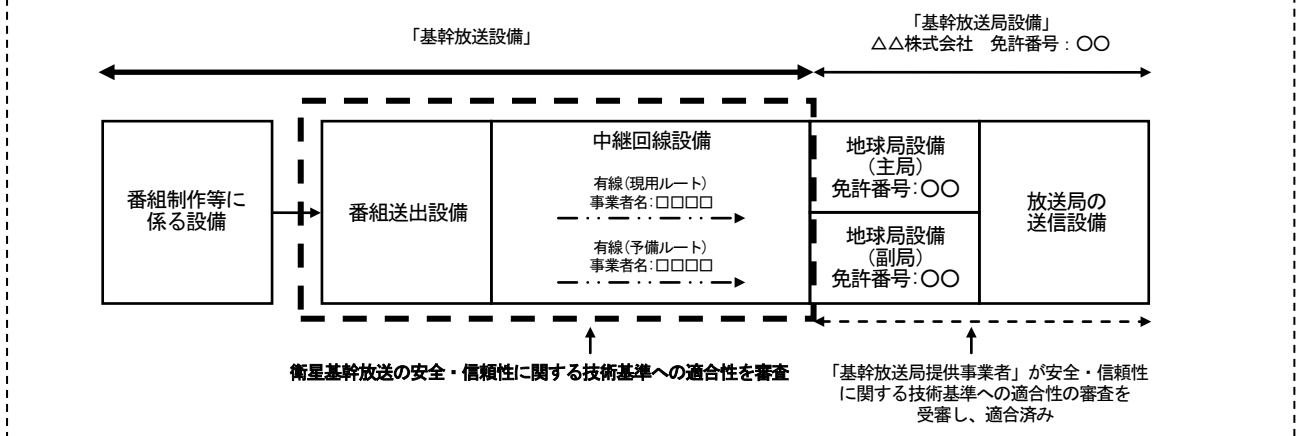 「基幹放送設備」
「基幹放送局設備」
△△株式会社 免許番号:〇〇
番組制作等に
係る設備
番組送出設備
中継回線設備
有線(現用ルート)
事業者名:□□□□
有線(予備ルート)
事業者名:□□□□
地球局設備
(主局)
免許番号:〇〇
地球局設備
(副局)
免許番号:〇〇
放送局の
送信設備
衛星基幹放送の安全・信頼性に関する技術基準への適合性を審査
「基幹放送局提供事業者」が安全・信頼性
に関する技術基準への適合性の審査を
受審し、適合済み